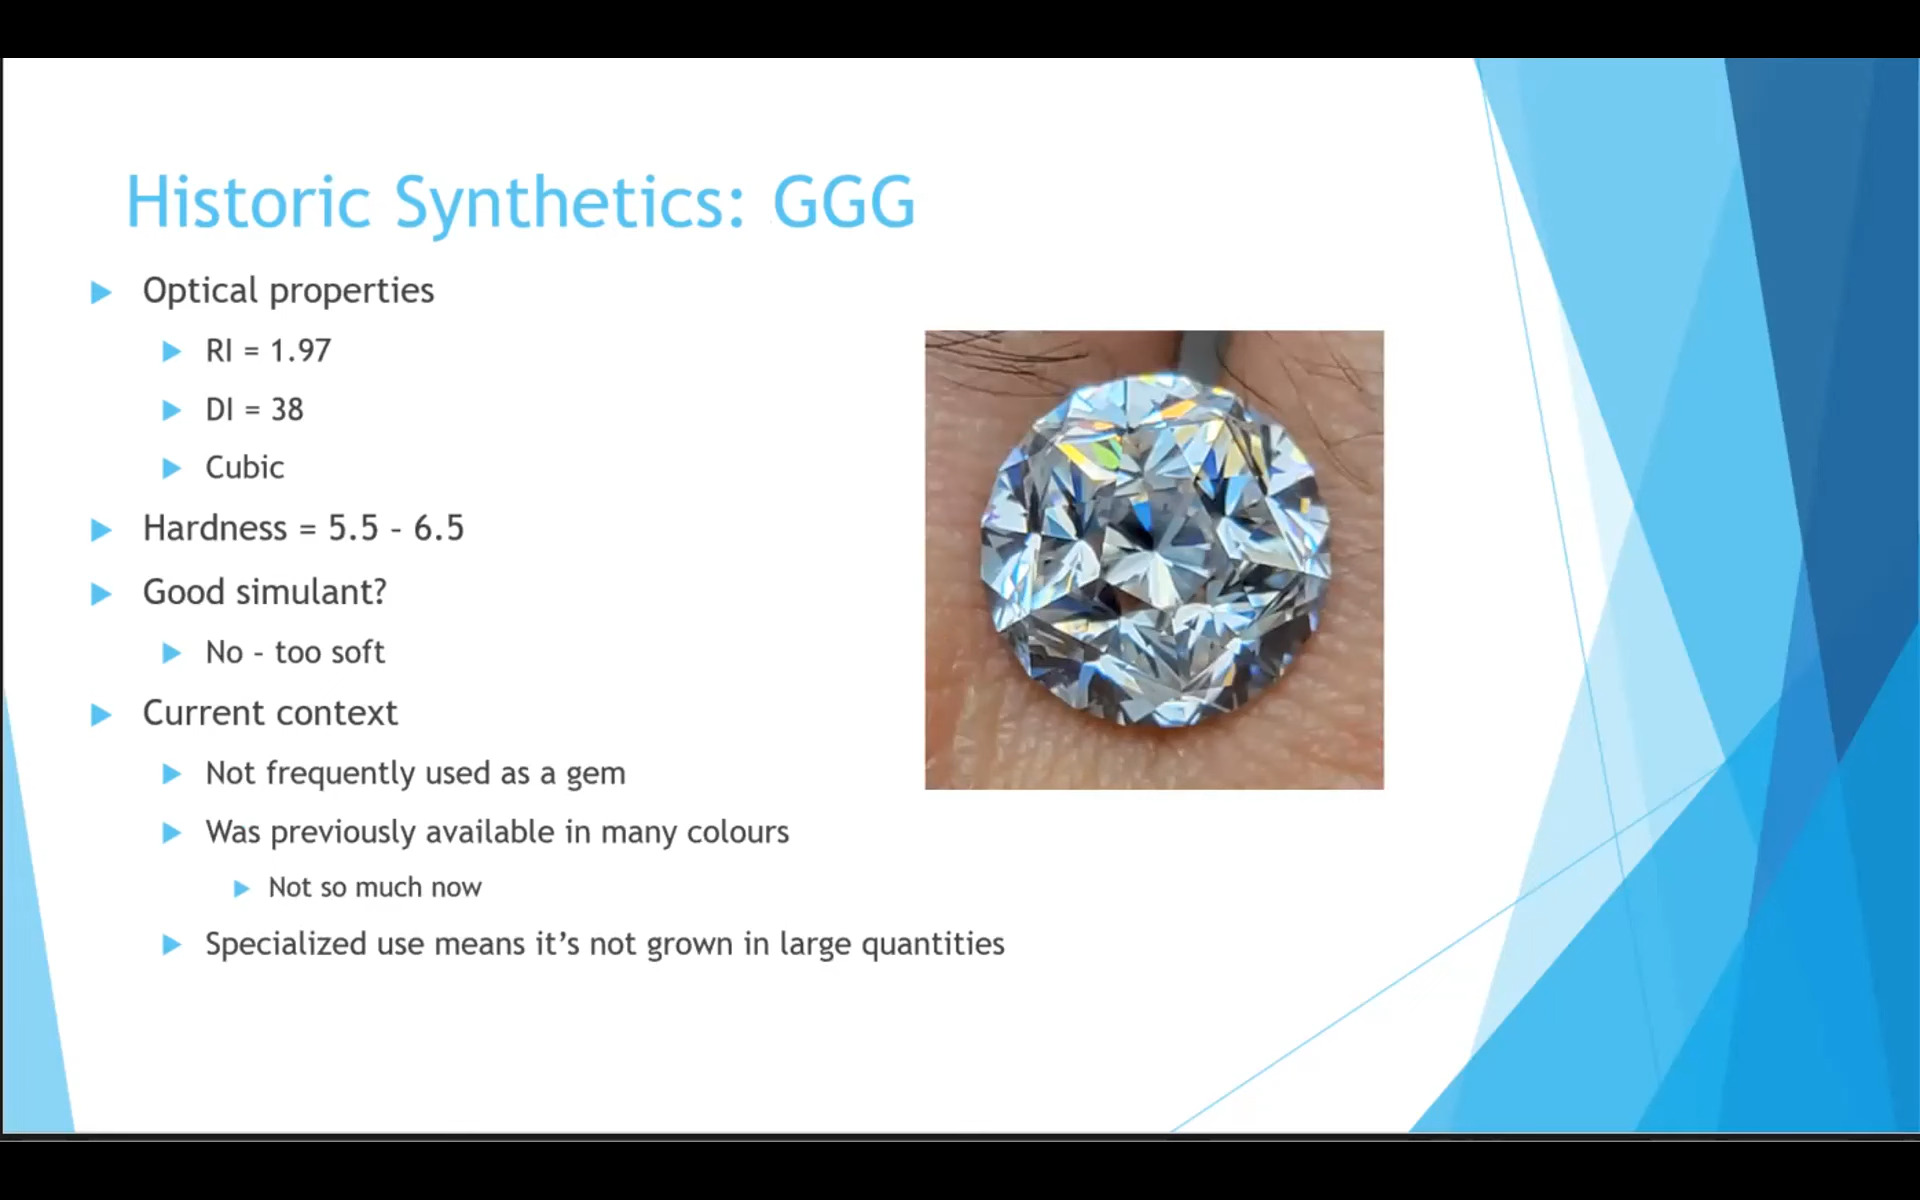 Historic Synthetics: GGG
Optical properties
RI = 1.97
DI = 38
Cubic
Hardness = 5.5 - 6.5
Good simulant?
No - too soft
Current context
Not frequently used as a gem
Was previously available in many colours
Not so much now
Specialized use means it’s not grown in large quantities